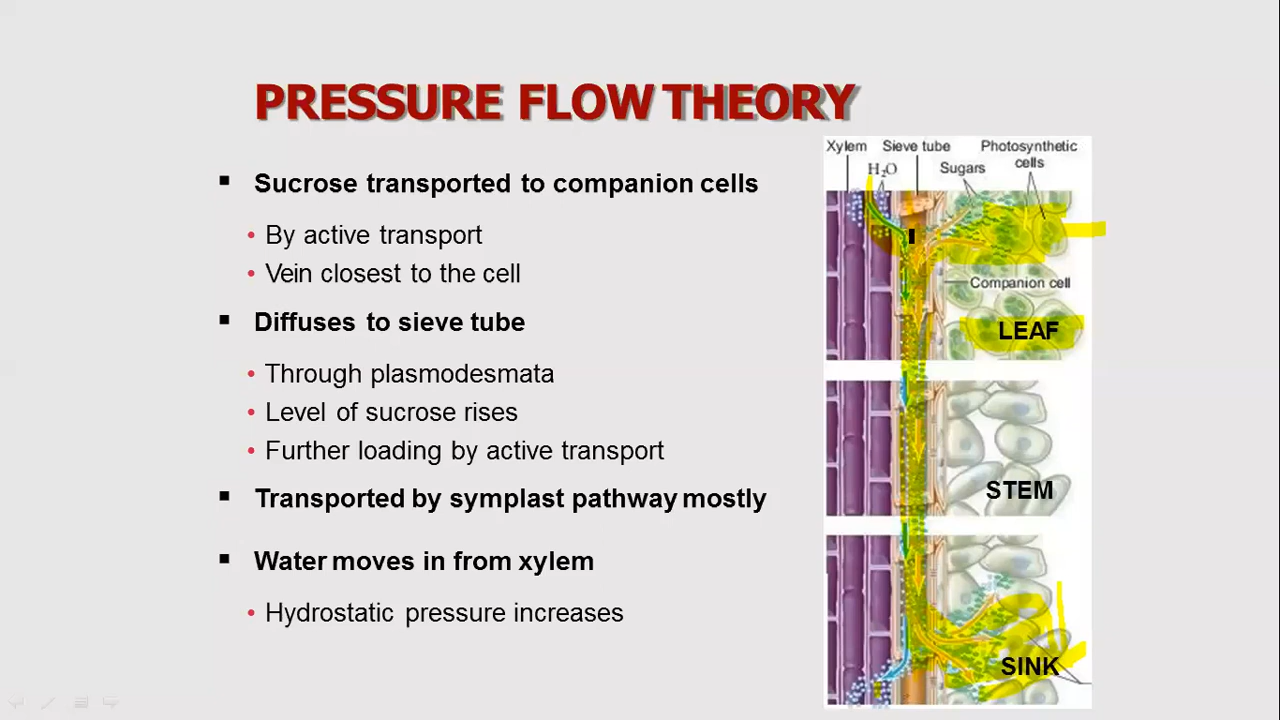 PRESSURE FLOW THEORY
▪ Sucrose transported to companion cells
• By active transport
• Vein closest to the cell
▪ Diffuses to sieve tube
• Through plasmodesmata
• Level of sucrose rises
• Further loading by active transport
▪ Transported by symplast pathway mostly
▪ Water moves in from xylem
• Hydrostatic pressure increases
Xylem Sieve tube Photosynthetic
cells
H₂O Sugars
Companion cell
LEAF
STEM
SINK